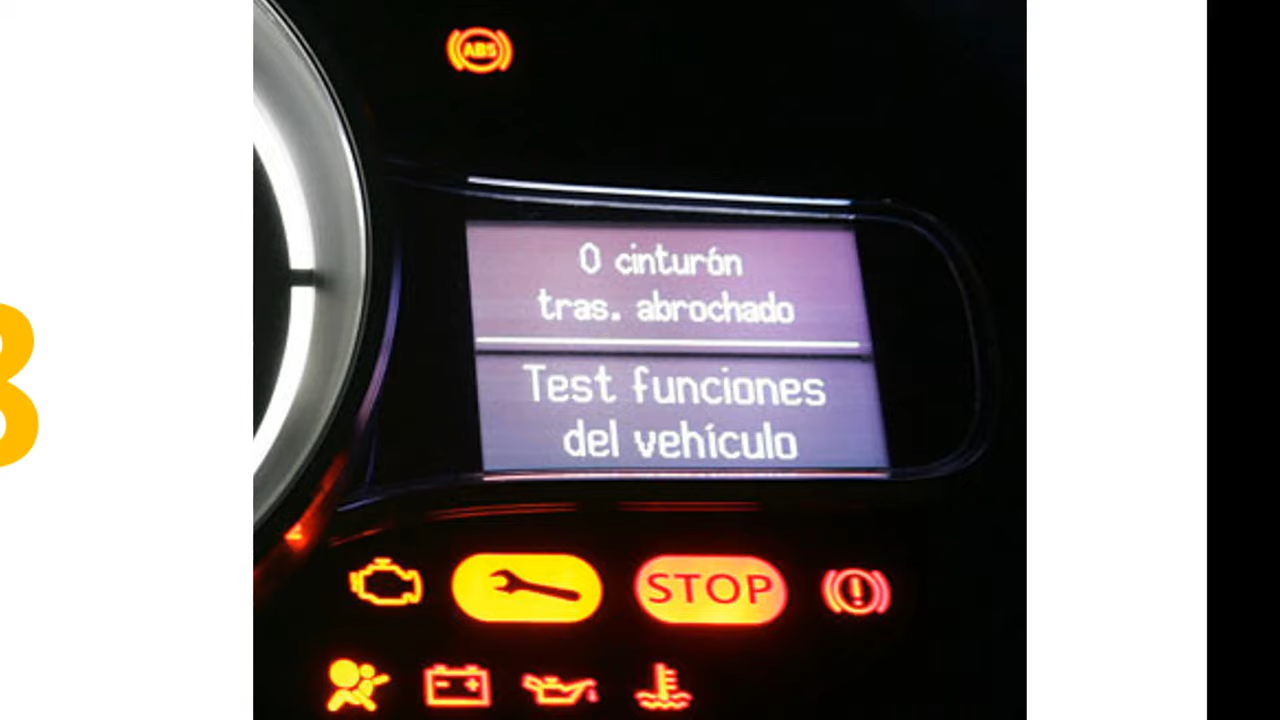 ABS
0 cinturón
tras. abrochado
Test funciones
del vehículo
STOP